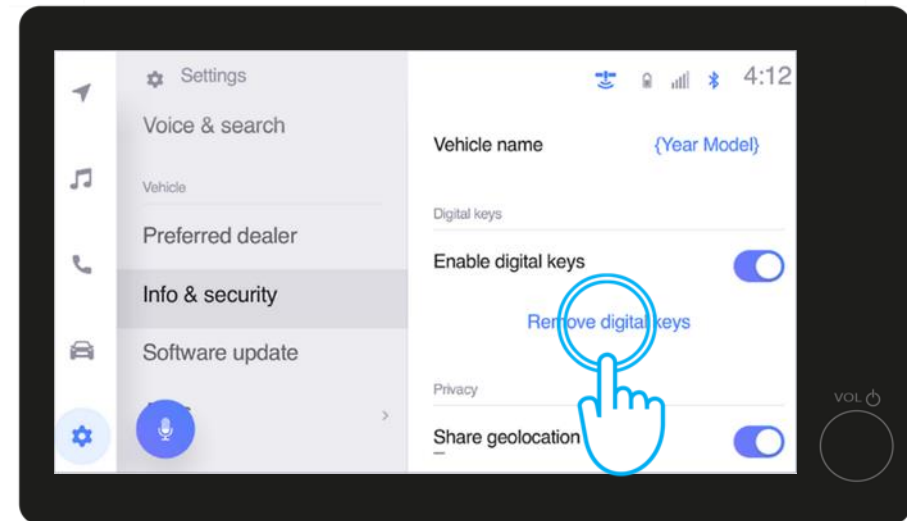 Settings
4:12
Voice & search
Vehicle name {Year Model}
Vehicle
Digital keys
Preferred dealer
Enable digital keys
Info & security
Remove digital keys
Software update
Privacy
Share geolocation
VOL